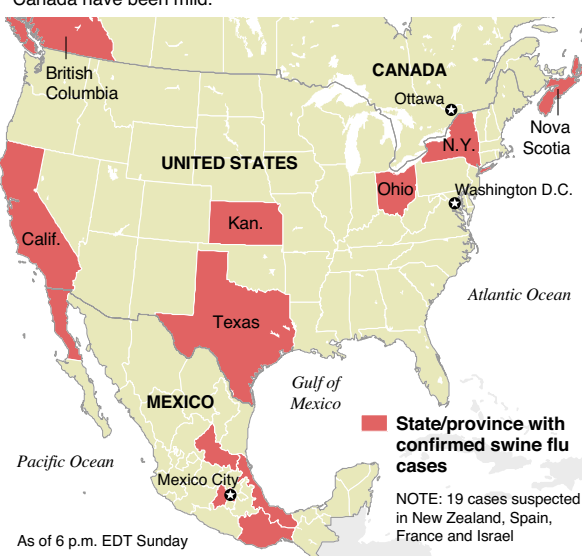 Canada have been mild.
British
Columbia
CANADA
Ottawa
Nova
Scotia
N.Y.
UNITED STATES
Ohio
Washington D.C.
Kan.
Calif.
Atlantic Ocean
Texas
Gulf of
Mexico
MEXICO
State/province with
confirmed swine flu
cases
Pacific Ocean
Mexico City
NOTE: 19 cases suspected
in New Zealand, Spain,
France and Israel
As of 6 p.m. EDT Sunday